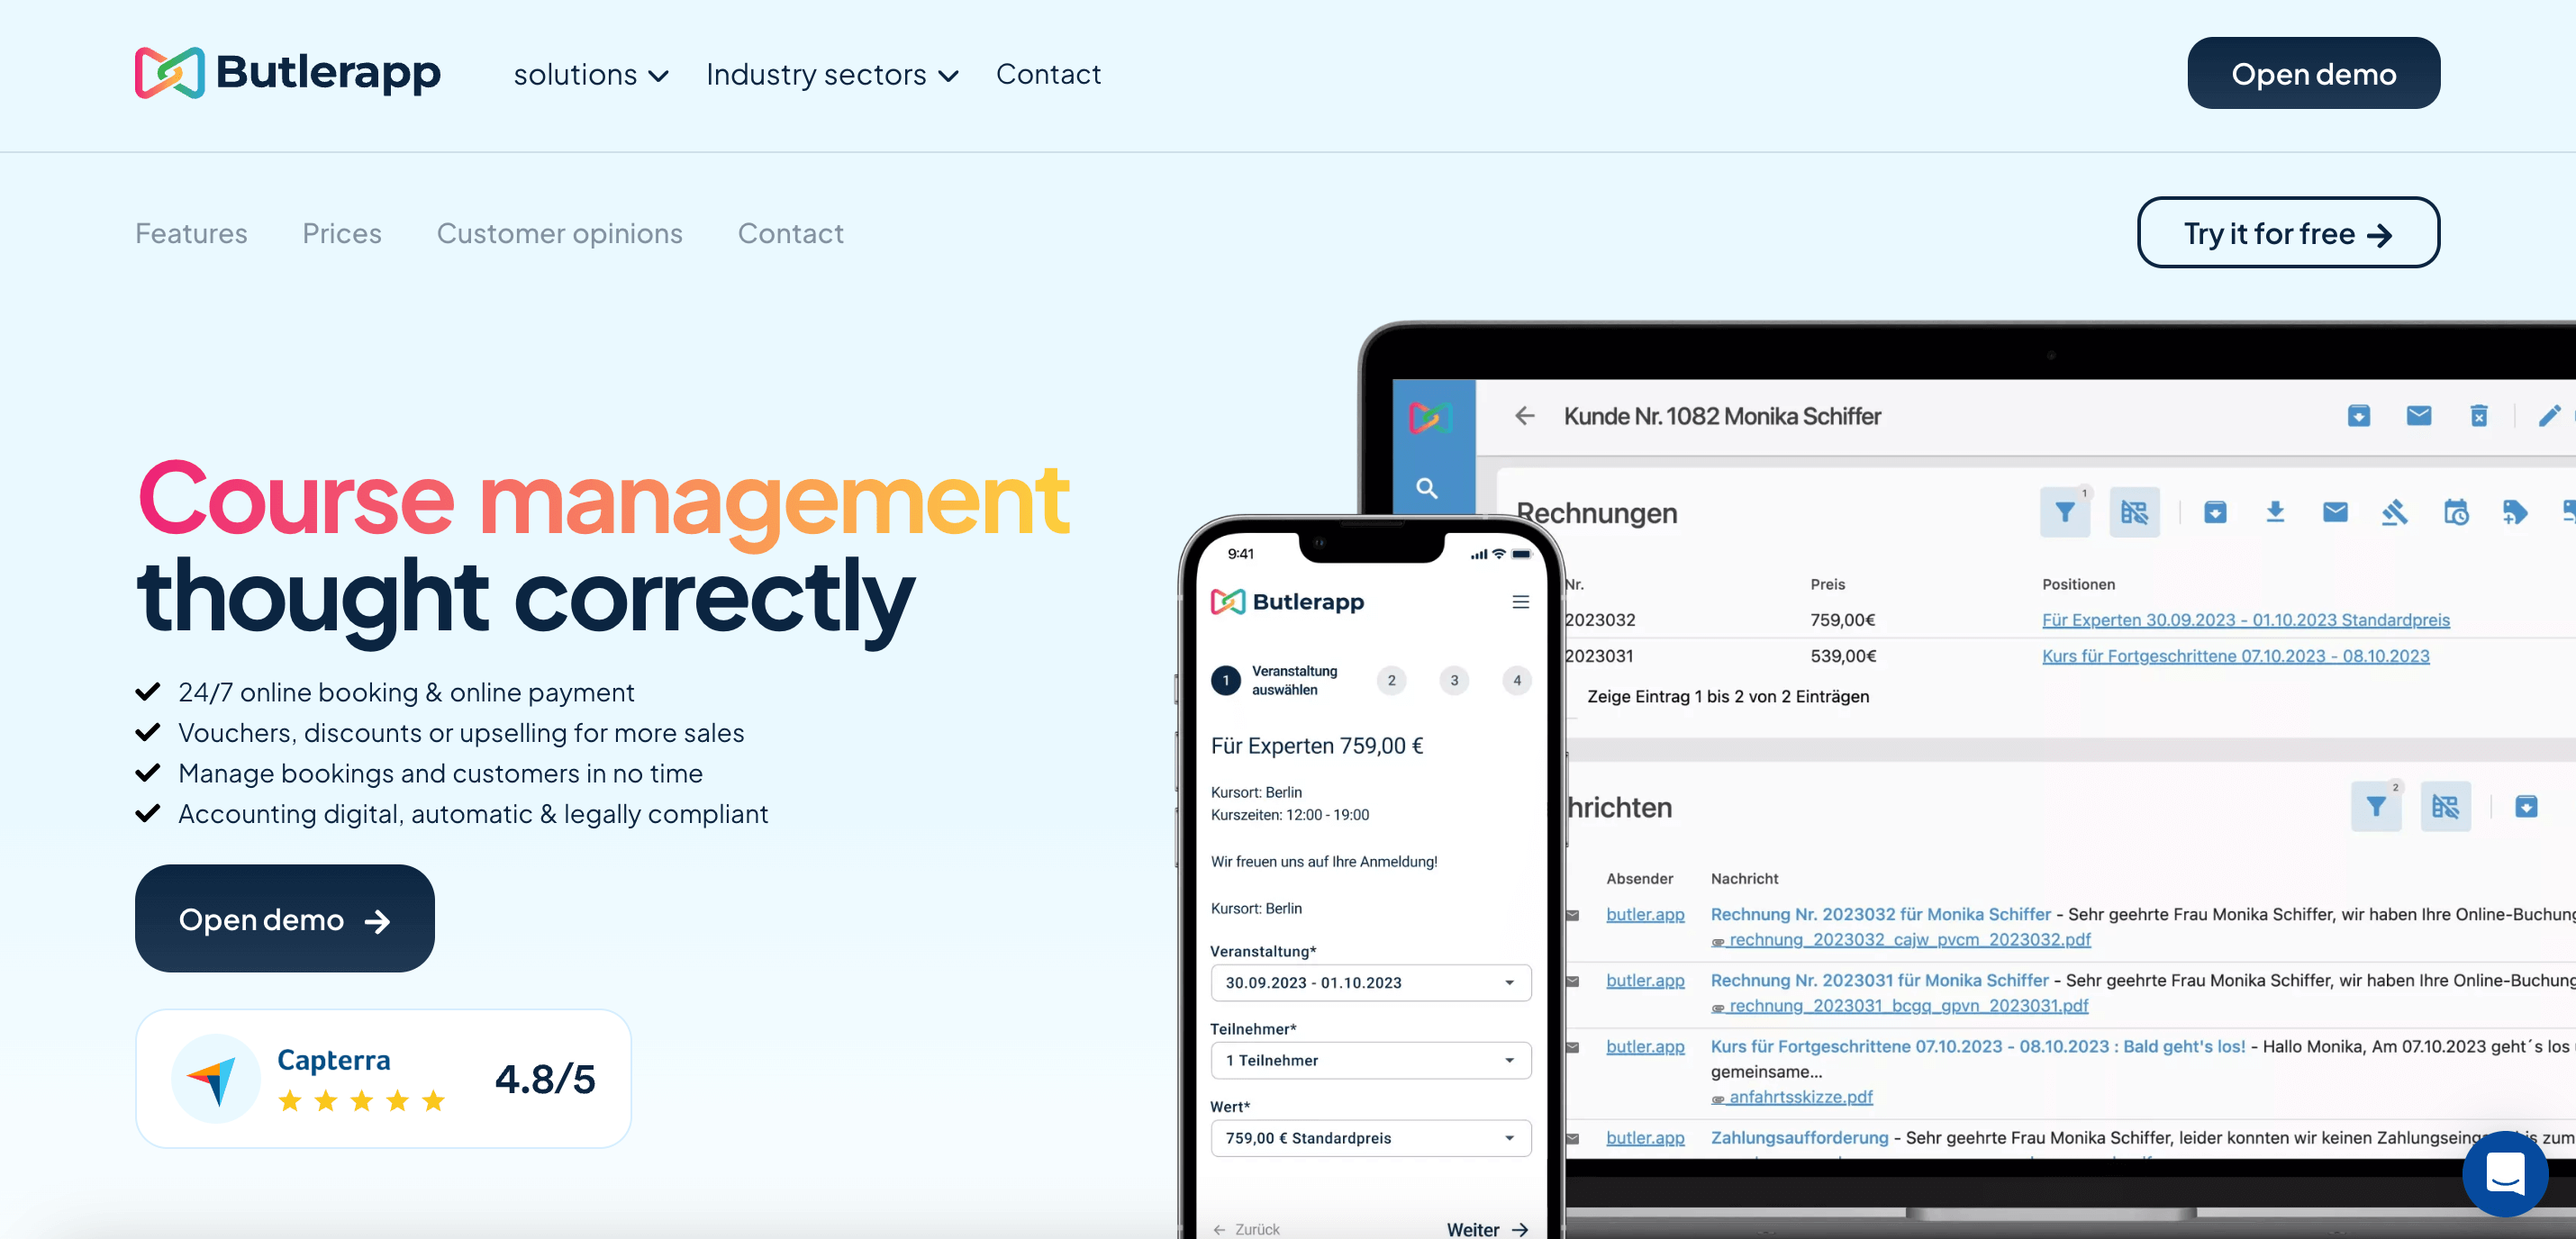 Butlerapp
solutions
Industry sectors
Contact
Open demo
Features
Prices
Customer opinions
Contact
Try it for free
Course management
thought correctly
24/7 online booking & online payment
Vouchers, discounts or upselling for more sales
Manage bookings and customers in no time
Accounting digital, automatic & legally compliant
Open demo
Capterra
4.8/5
9:41
Butlerapp
1
Veranstaltung
auswählen
2
3
4
Für Experten 759,00 €
Kursort: Berlin
Kurszeiten: 12:00 - 19:00
Wir freuen uns auf Ihre Anmeldung!
Kursort: Berlin
Veranstaltung*
30.09.2023 - 01.10.2023
Teilnehmer*
1 Teilnehmer
Wert*
759,00 € Standardpreis
Zurück
Weiter
Kunde Nr. 1082 Monika Schiffer
Rechnungen
1
Nr. Preis Positionen
2023032 759,00€ Für Experten 30.09.2023 - 01.10.2023 Standardpreis
2023031 539,00€ Kurs für Fortgeschrittene 07.10.2023 - 08.10.2023
Zeige Eintrag 1 bis 2 von 2 Einträgen
hrichten
2
Absender Nachricht
butler.app Rechnung Nr. 2023032 für Monika Schiffer - Sehr geehrte Frau Monika Schiffer, wir haben Ihre Online-Buchung
rechnung_2023032_cajw_pvcm_2023032.pdf
butler.app Rechnung Nr. 2023031 für Monika Schiffer - Sehr geehrte Frau Monika Schiffer, wir haben Ihre Online-Buchung
rechnung_2023031_bcgq_gpvn_2023031.pdf
butler.app Kurs für Fortgeschrittene 07.10.2023 - 08.10.2023 : Bald geht's los! - Hallo Monika, Am 07.10.2023 geht´s los
gemeinsame...
anfahrtsskizze.pdf
butler.app Zahlungsaufforderung - Sehr geehrte Frau Monika Schiffer, leider konnten wir keinen zum